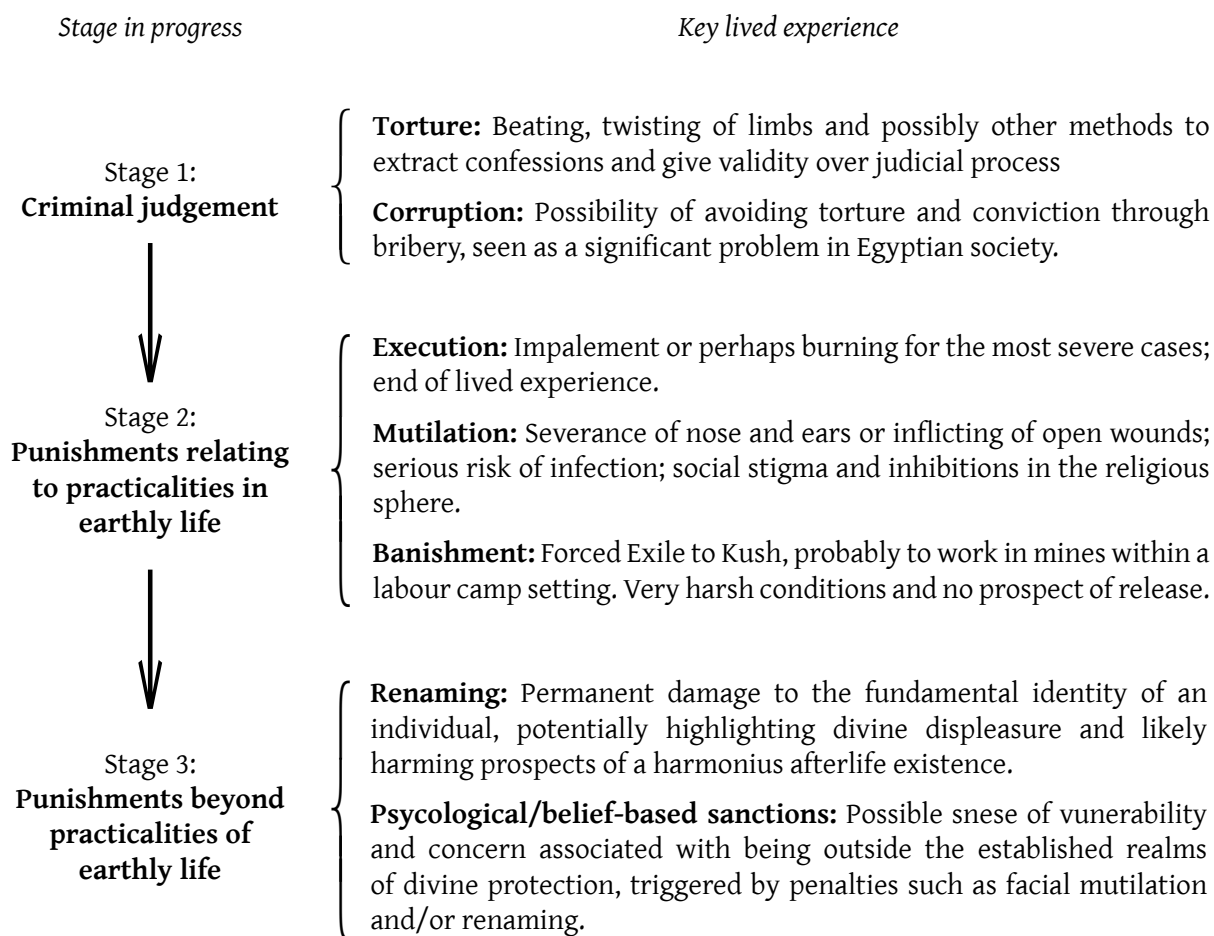 Stage in progress
Key lived experience
Stage 1:
Criminal judgement
Torture: Beating, twisting of limbs and possibly other methods to
extract confessions and give validity over judicial process
Corruption: Possibility of avoiding torture and conviction through
bribery, seen as a significant problem in Egyptian society.
Stage 2:
Punishments relating
to practicalities in
earthly life
Execution: Impalement or perhaps burning for the most severe cases;
end of lived experience.
Mutilation: Severance of nose and ears or inflicting of open wounds;
serious risk of infection; social stigma and inhibitions in the religious
sphere.
Banishment: Forced Exile to Kush, probably to work in mines within a
labour camp setting. Very harsh conditions and no prospect of release.
Stage 3:
Punishments beyond
practicalities of
earthly life
Renaming: Permanent damage to the fundamental identity of an
individual, potentially highlighting divine displeasure and likely
harming prospects of a harmonius afterlife existence.
Psycological/belief-based sanctions: Possible snese of vunerability
and concern associated with being outside the established realms
of divine protection, triggered by penalties such as facial mutilation
and/or renaming.